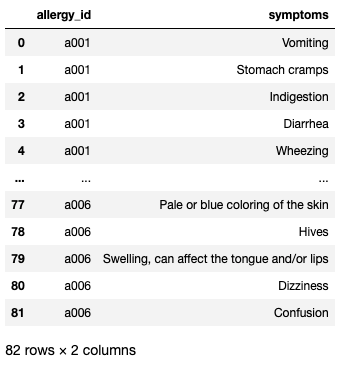 allergy_id symptoms
0 a001 Vomiting
1 a001 Stomach cramps
2 a001 Indigestion
3 a001 Diarrhea
4 a001 Wheezing
... ... ...
77 a006 Pale or blue coloring of the skin
78 a006 Hives
79 a006 Swelling, can affect the tongue and/or lips
80 a006 Dizziness
81 a006 Confusion
82 rows × 2 columns